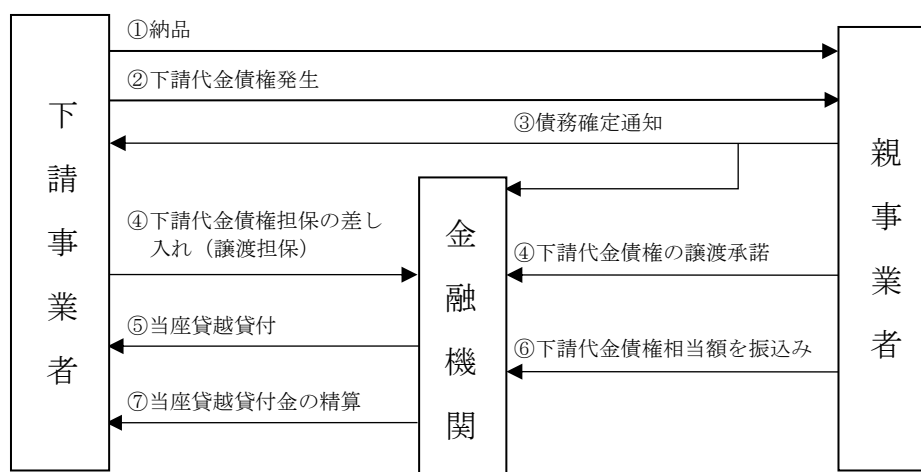 ①納品
②下請代金債権発生
③債務確定通知
下請事業者
親事業者
金融機関
④下請代金債権担保の差し
入れ（譲渡担保）
④下請代金債権の譲渡承諾
⑤当座貸越貸付
⑥下請代金債権相当額を振込み
⑦当座貸越貸付金の精算